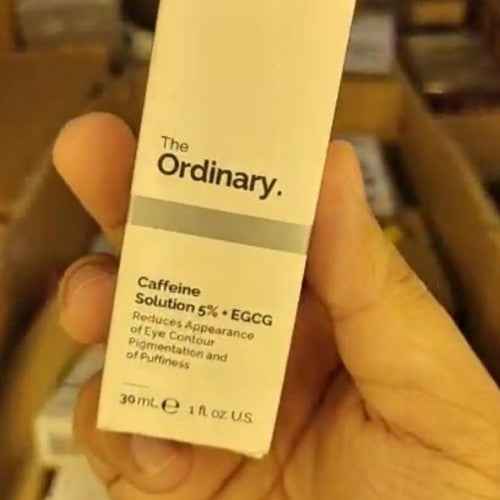 The
Ordinary.
Caffeine
Solution 5% + EGCG
Reduces Appearance
of Eye Contour
Pigmentation and
of Puffiness
30 mL ℮ 1 fl. oz. U.S.